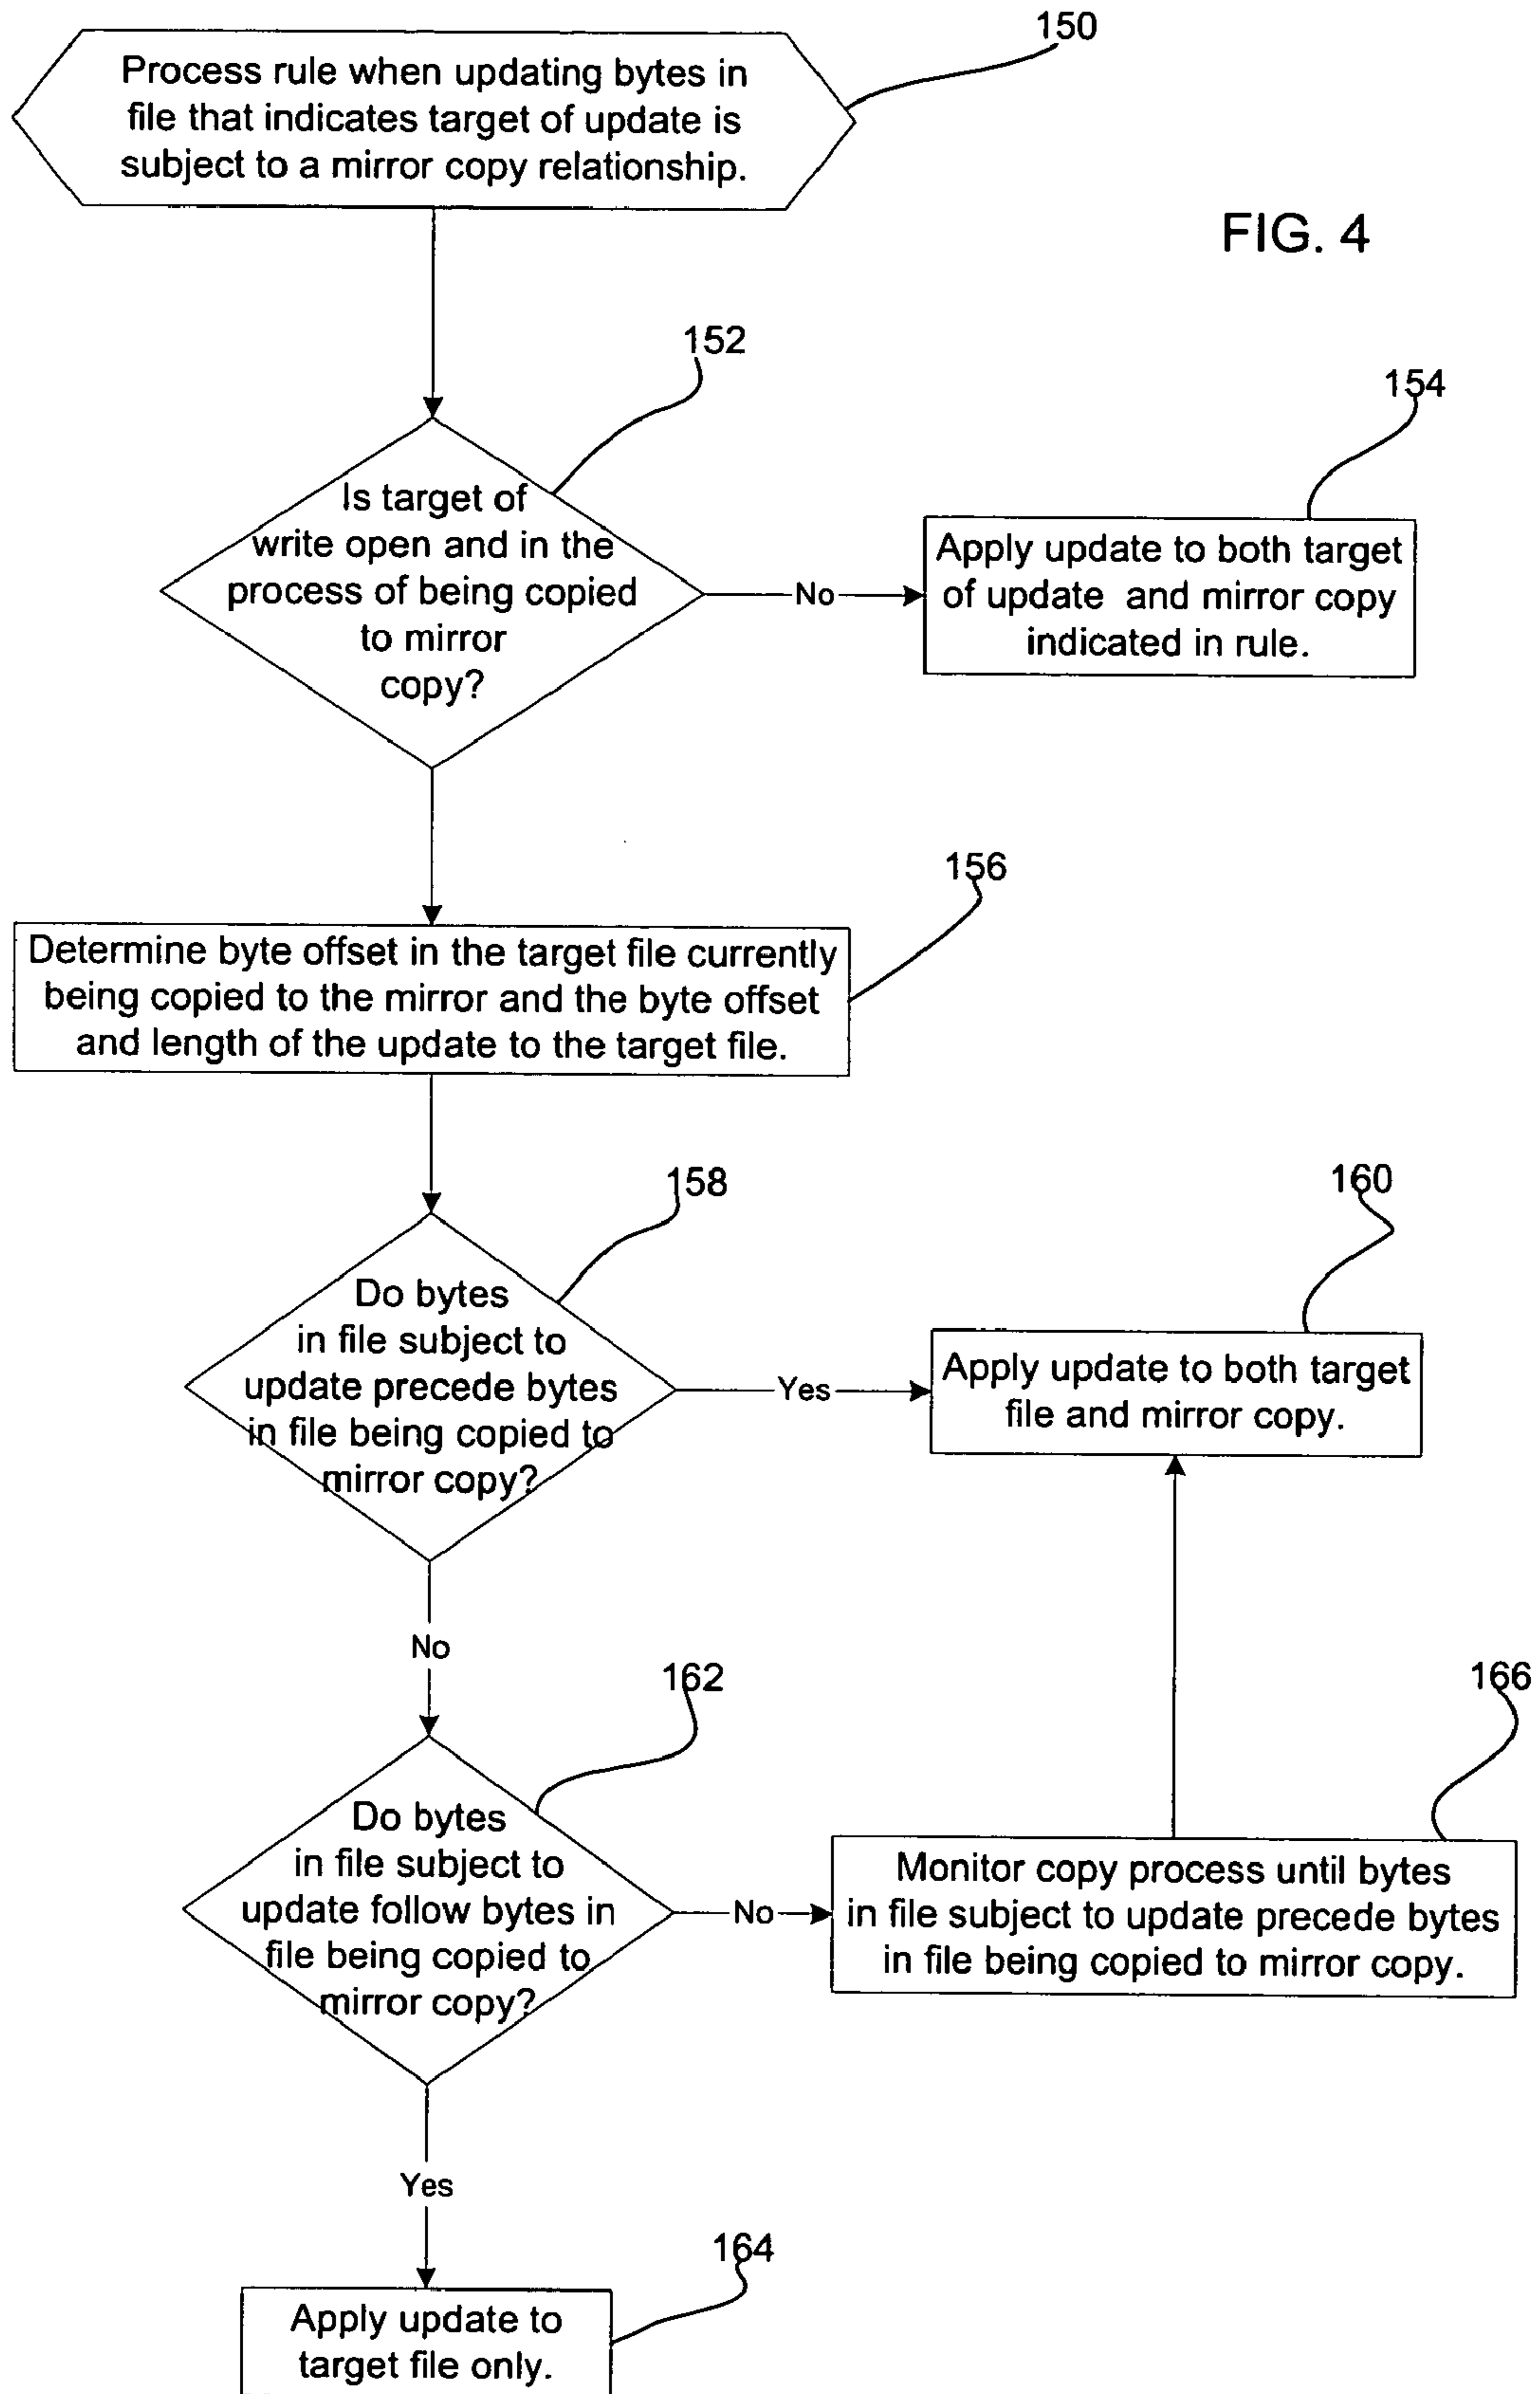 150
Process rule when updating bytes in
file that indicates target of update is
subject to a mirror copy relationship.
FIG. 4
152
154
Is target of
write open and in the
process of being copied
to mirror
copy?
No
Apply update to both target
of update and mirror copy
indicated in rule.
156
Determine byte offset in the target file currently
being copied to the mirror and the byte offset
and length of the update to the target file.
158
160
Do bytes
in file subject to
update precede bytes
in file being copied to
mirror copy?
Yes
Apply update to both target
file and mirror copy.
No
162
166
Do bytes
in file subject to
update follow bytes in
file being copied to
mirror copy?
No
Monitor copy process until bytes
in file subject to update precede bytes
in file being copied to mirror copy.
Yes
164
Apply update to
target file only.